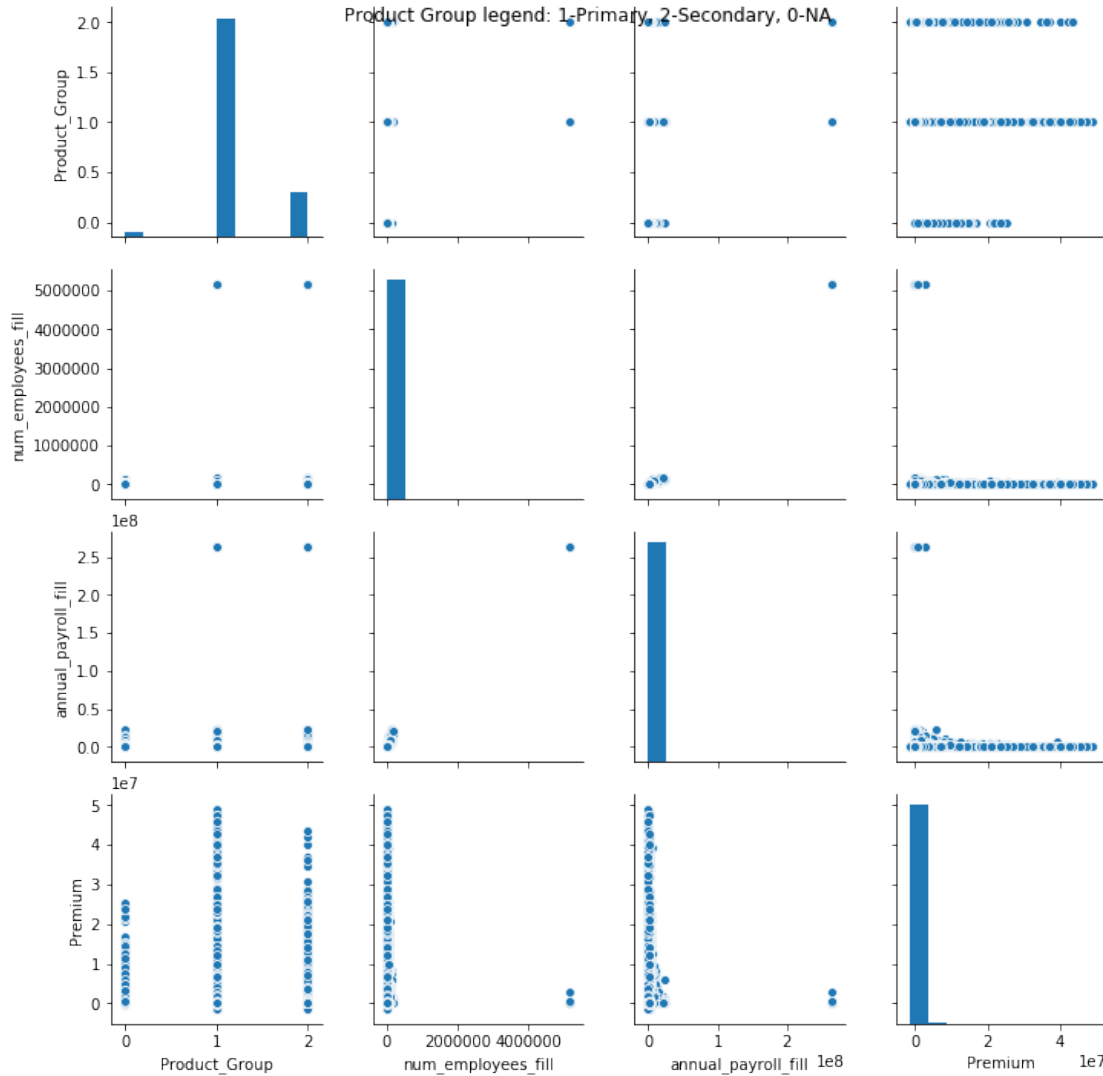 Product Group legend: 1-Primary, 2-Secondary, 0-NA
2.0
1.5
1.0
0.5
0.0
Product_Group
5000000
4000000
3000000
2000000
1000000
0
num_employees_fill
1e8
2.5
2.0
1.5
1.0
0.5
0.0
annual_payroll_fill
1e7
5
4
3
2
1
0
Premium
0 1 2
Product_Group
0 2000000 4000000
num_employees_fill
0 1 2
1e8
annual_payroll_fill
0 2 4
1e7
Premium